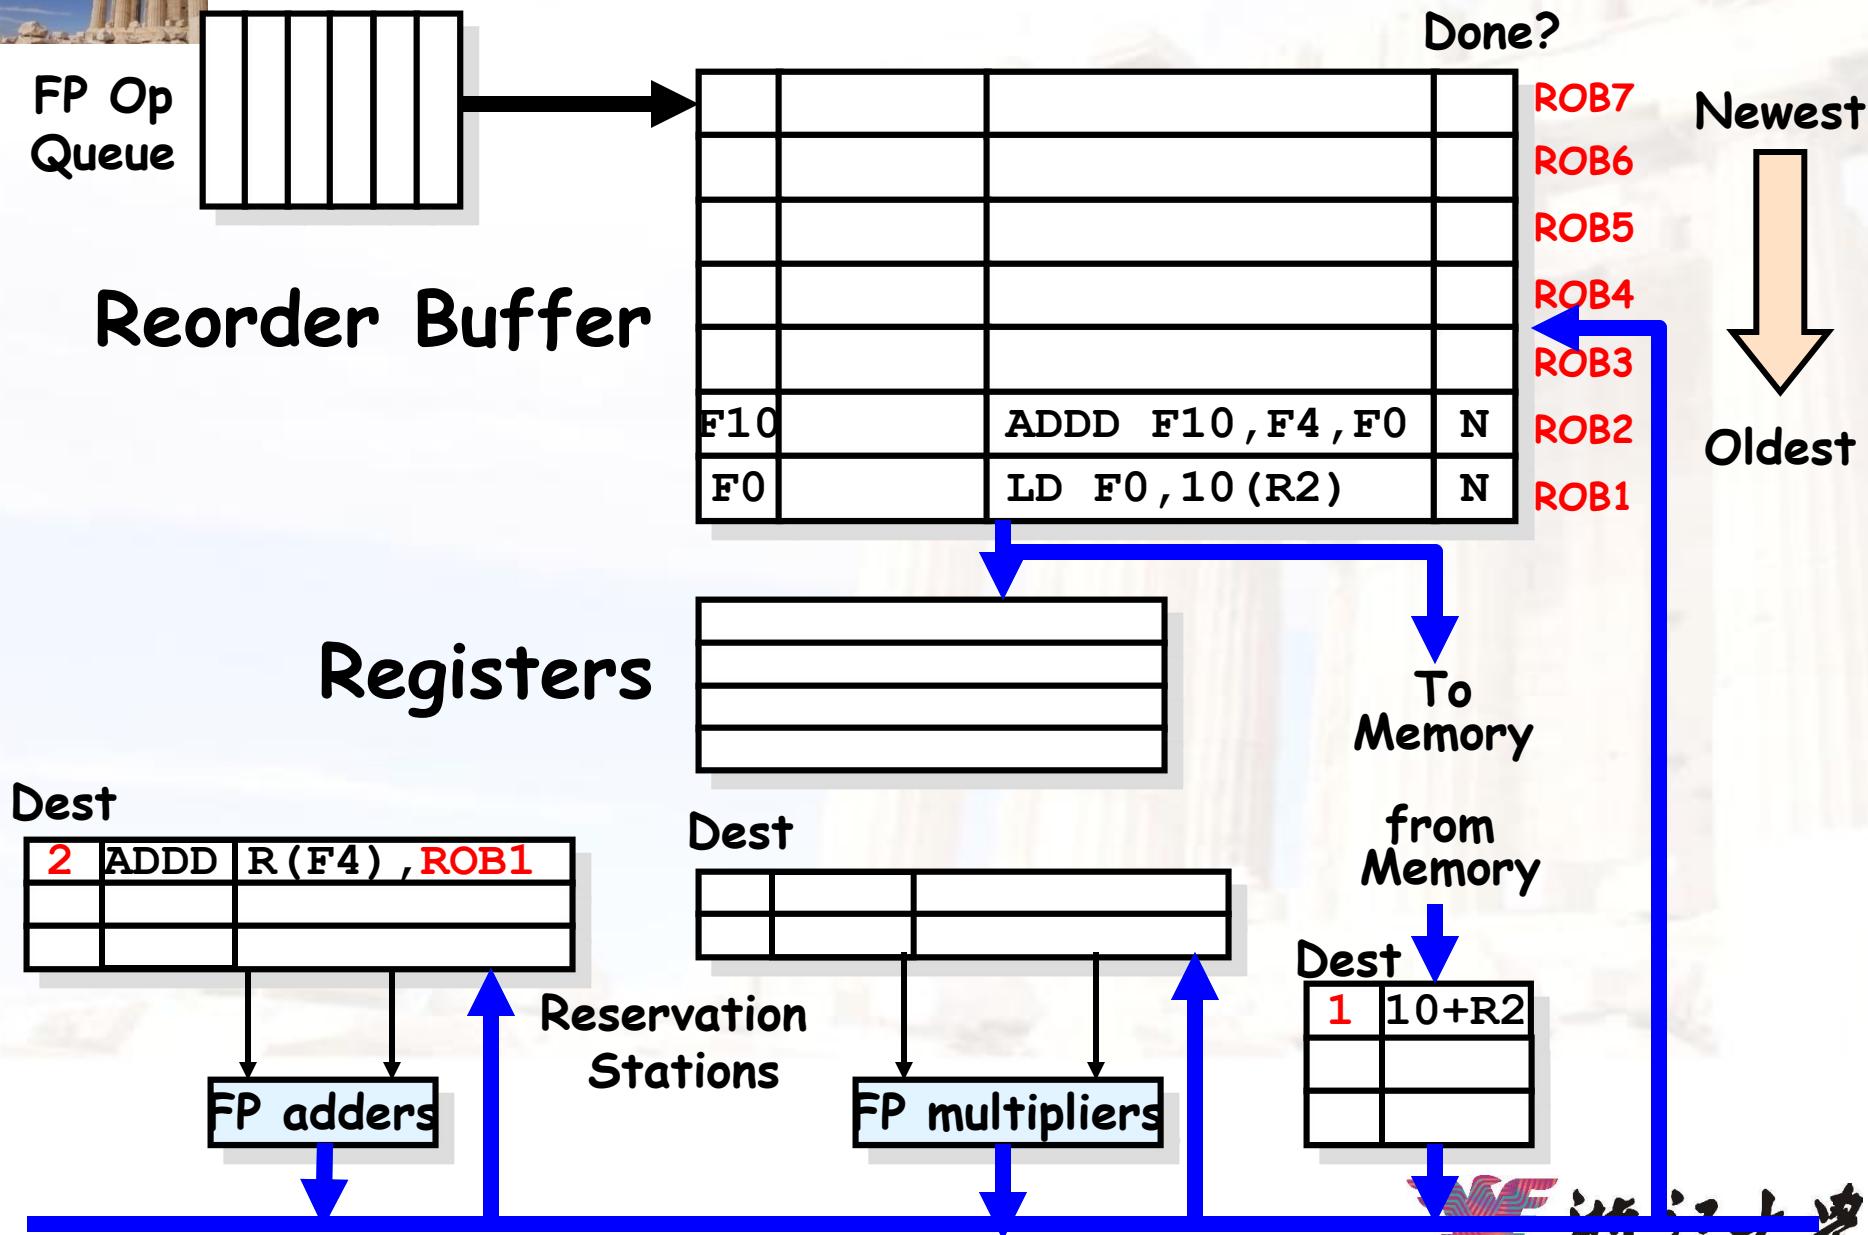 Done?
FP Op
Queue
ROB7
Newest
ROB6
ROB5
Reorder Buffer
ROB4
ROB3
F10 ADDD F10,F4,F0 N ROB2
Oldest
F0 LD F0,10(R2) N ROB1
Registers
To
Memory
Dest
2 ADDD R(F4),ROB1
Dest
from
Memory
Dest
1 10+R2
Reservation
Stations
FP adders
FP multipliers